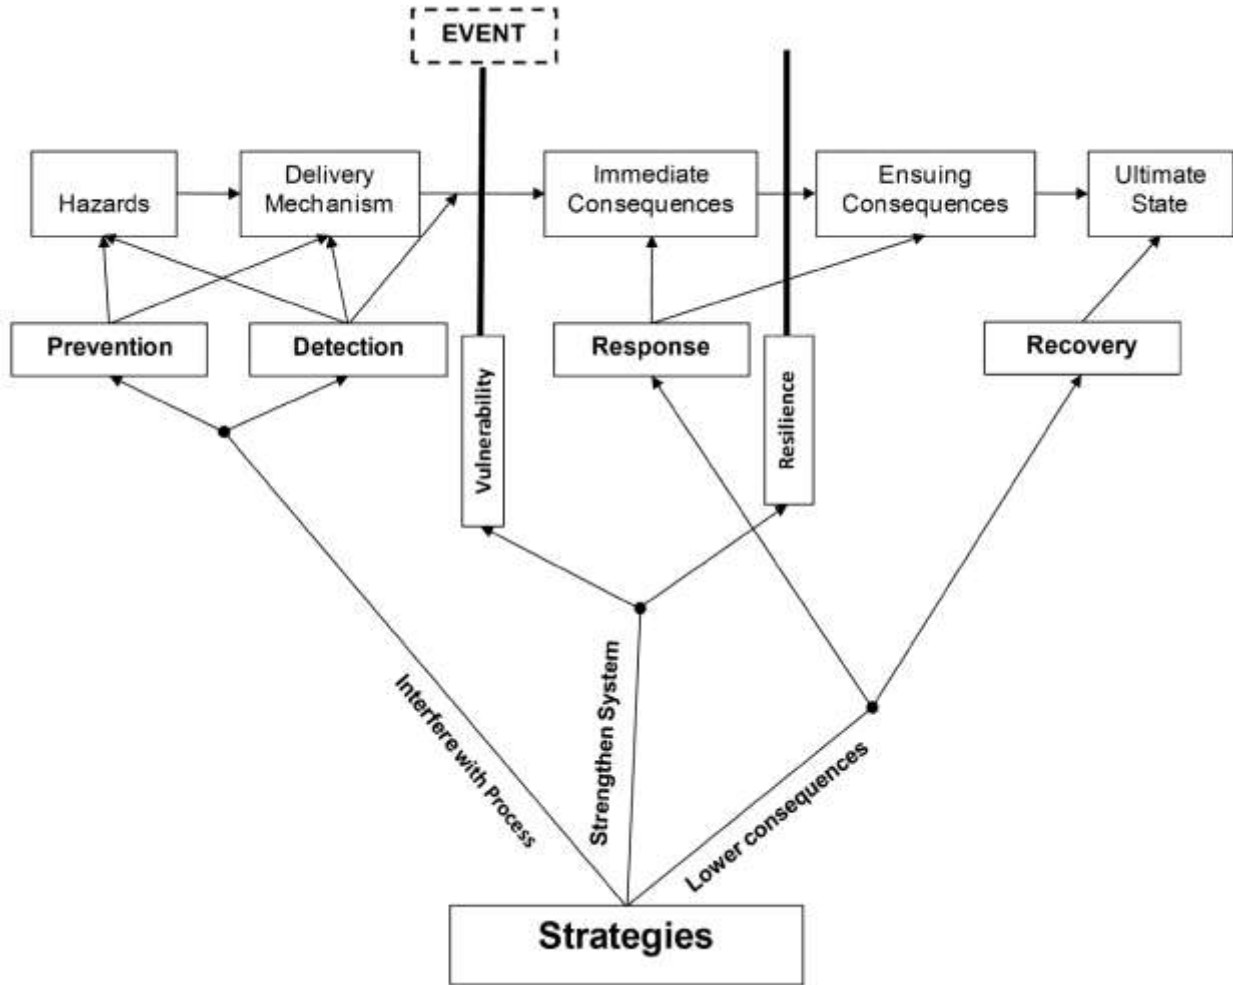 EVENT
Hazards
Delivery
Mechanism
Immediate
Consequences
Ensuing
Consequences
Ultimate
State
Prevention
Detection
Vulnerability
Response
Resilience
Recovery
Interfere with Process
Strengthen System
Lower consequences
Strategies